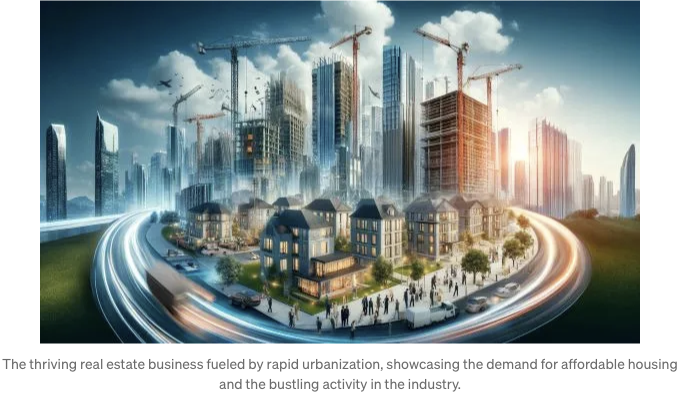 The thriving real estate business fueled by rapid urbanization, showcasing the demand for affordable housing
and the bustling activity in the industry.